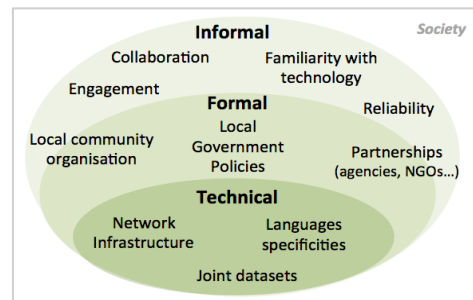 Society
Informal
Collaboration
Familiarity with
technology
Engagement
Reliability
Formal
Local
Government
Policies
Local community
organisation
Partnerships
(agencies, NGOs...)
Technical
Network
Infrastructure
Languages
specificities
Joint datasets